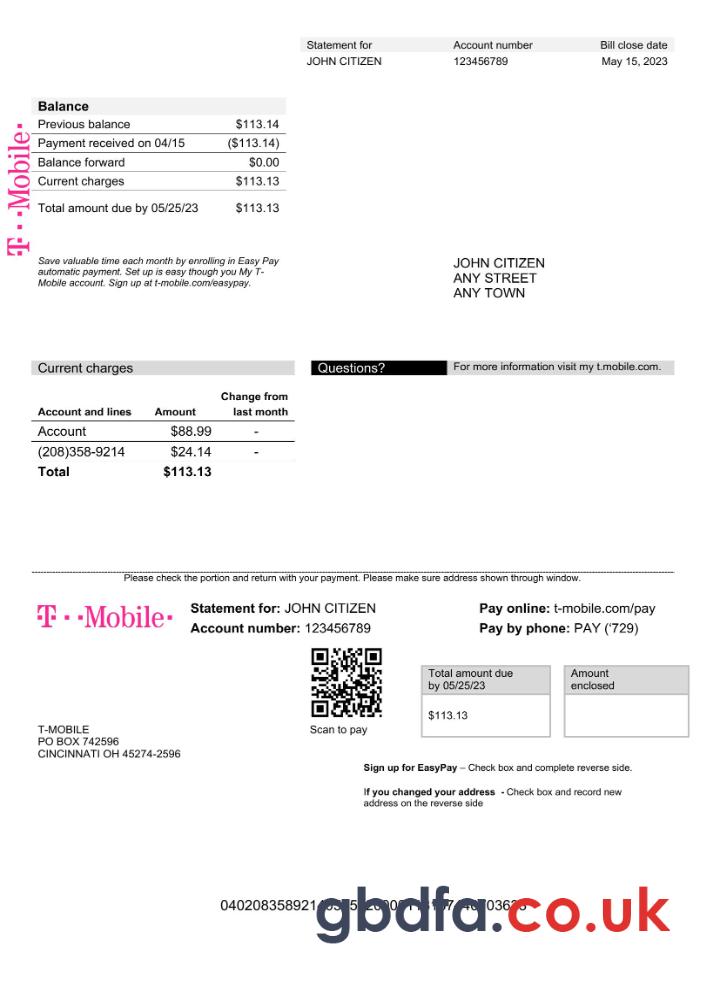 Statement for Account number Bill close date
JOHN CITIZEN 123456789 May 15, 2023
T · · Mobile·
Balance
Previous balance $113.14
Payment received on 04/15 ($113.14)
Balance forward $0.00
Current charges $113.13
Total amount due by 05/25/23 $113.13
Save valuable time each month by enrolling in Easy Pay
automatic payment. Set up is easy though you My T-
Mobile account. Sign up at t-mobile.com/easypay.
JOHN CITIZEN
ANY STREET
ANY TOWN
Current charges
Questions? For more information visit my t.mobile.com.
Change from
Account and lines Amount last month
Account $88.99 -
(208)358-9214 $24.14 -
Total $113.13
Please check the portion and return with your payment. Please make sure address shown through window.
T · · Mobile·
Statement for: JOHN CITIZEN
Account number: 123456789
Pay online: t-mobile.com/pay
Pay by phone: PAY (‘729)
Total amount due
by 05/25/23
$113.13
Amount
enclosed
Scan to pay
T-MOBILE
PO BOX 742596
CINCINNATI OH 45274-2596
Sign up for EasyPay – Check box and complete reverse side.
If you changed your address - Check box and record new
address on the reverse side
gbdfa.co.uk